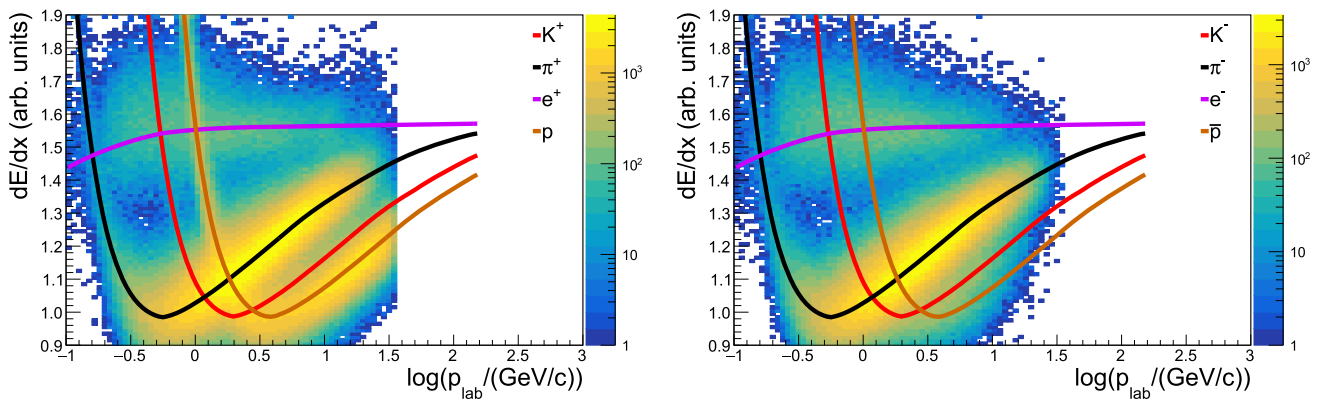 dE/dx (arb. units)
1.9
1.8
1.7
1.6
1.5
1.4
1.3
1.2
1.1
1.0
0.9
K⁺
π⁺
e⁺
p
10³
10²
10
1
−1 −0.5 0 0.5 1 1.5 2 2.5 3
log(p_lab/(GeV/c))
dE/dx (arb. units)
1.9
1.8
1.7
1.6
1.5
1.4
1.3
1.2
1.1
1.0
0.9
K⁻
π⁻
e⁻
p̅
10³
10²
10
1
−1 −0.5 0 0.5 1 1.5 2 2.5 3
log(p_lab/(GeV/c))